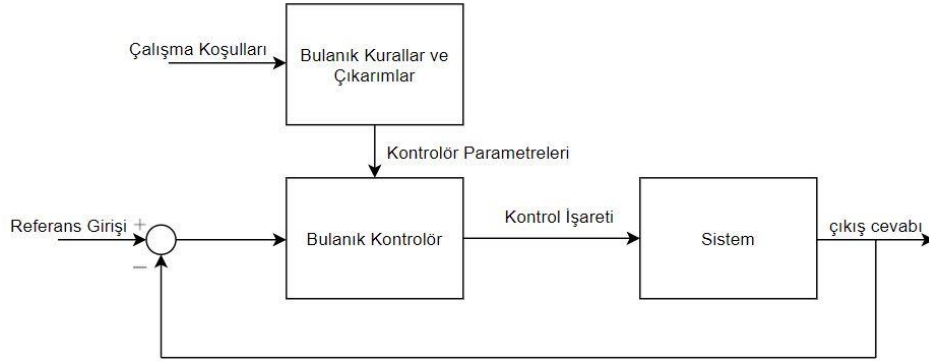 Çalışma Koşulları
Bulanık Kurallar ve
Çıkarımlar
Kontrolör Parametreleri
Referans Girişi
+
−
Bulanık Kontrolör
Kontrol İşareti
Sistem
çıkış cevabı